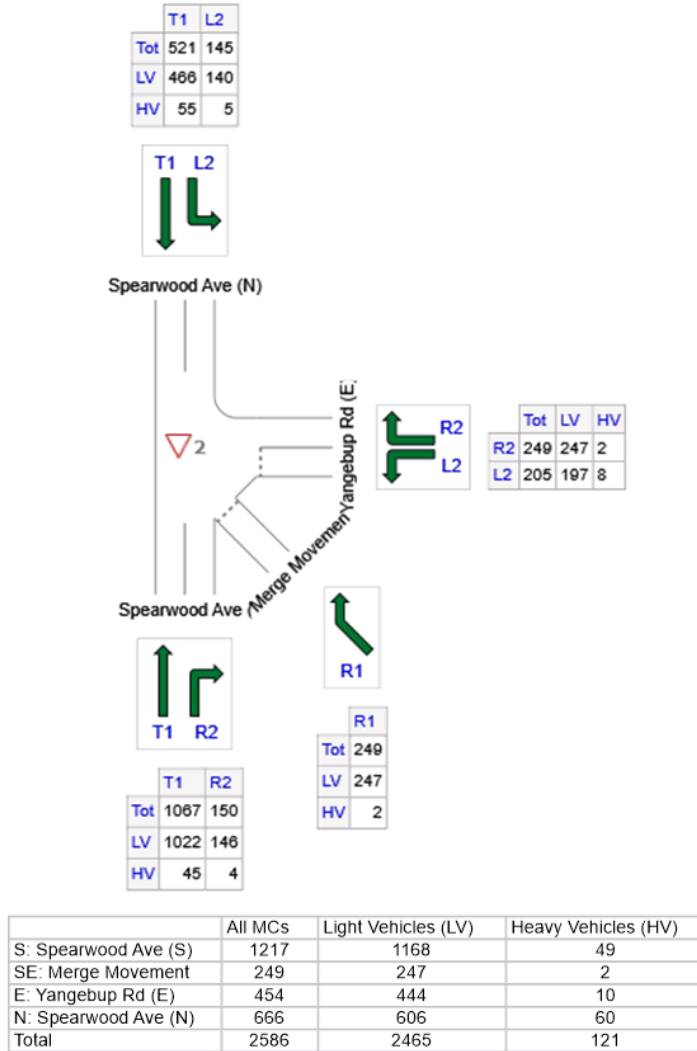 T1 L2
Tot 521 145
LV 466 140
HV 55 5
T1 L2
Spearwood Ave (N)
2
Yangebup Rd (E)
R2
L2
Tot LV HV
R2 249 247 2
L2 205 197 8
Merge Movemen
Spearwood Ave (
T1 R2
R1
R1
Tot 249
LV 247
HV 2
T1 R2
Tot 1067 150
LV 1022 146
HV 45 4
All MCs Light Vehicles (LV) Heavy Vehicles (HV)
S: Spearwood Ave (S) 1217 1168 49
SE: Merge Movement 249 247 2
E: Yangebup Rd (E) 454 444 10
N: Spearwood Ave (N) 666 606 60
Total 2586 2465 121